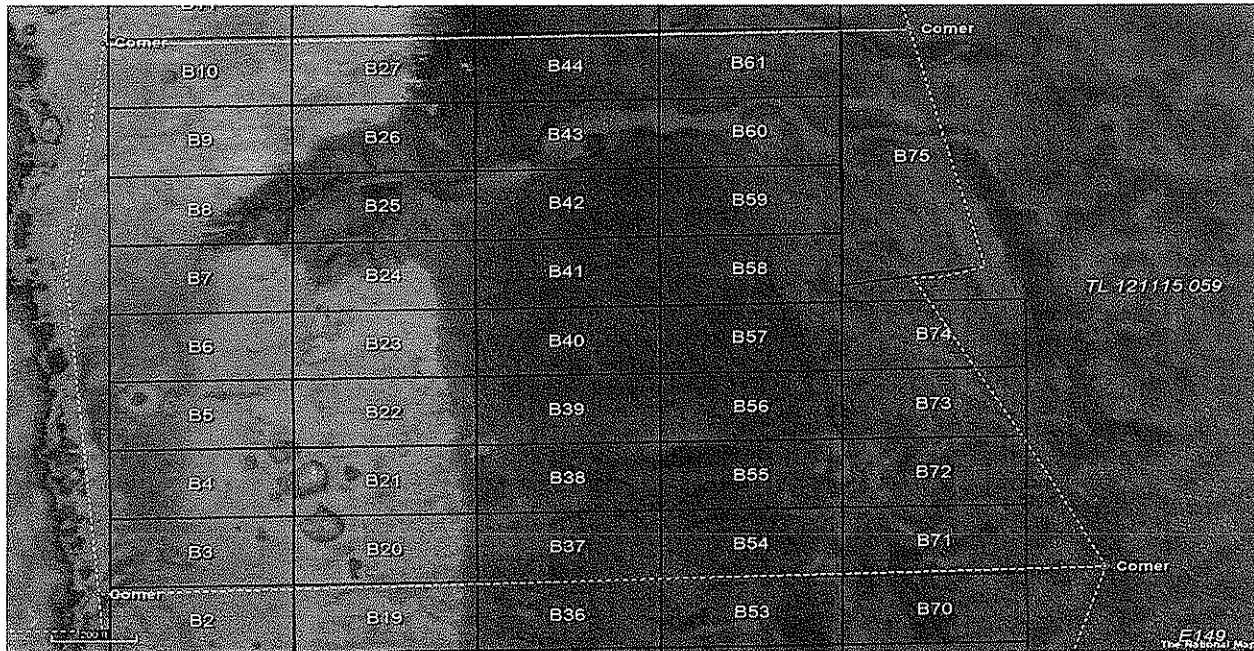 Corner Corner
B10 B27 B44 B61
B9 B26 B43 B60
B75
B8 B25 B42 B59
B7 B24 B41 B58
TL 121115 059
B6 B23 B40 B57 B74
B5 B22 B39 B56 B73
B4 B21 B38 B55 B72
B3 B20 B37 B54 B71
Corner Corner
B2 B19 B36 B53 B70
200 ft
E149
The National Map